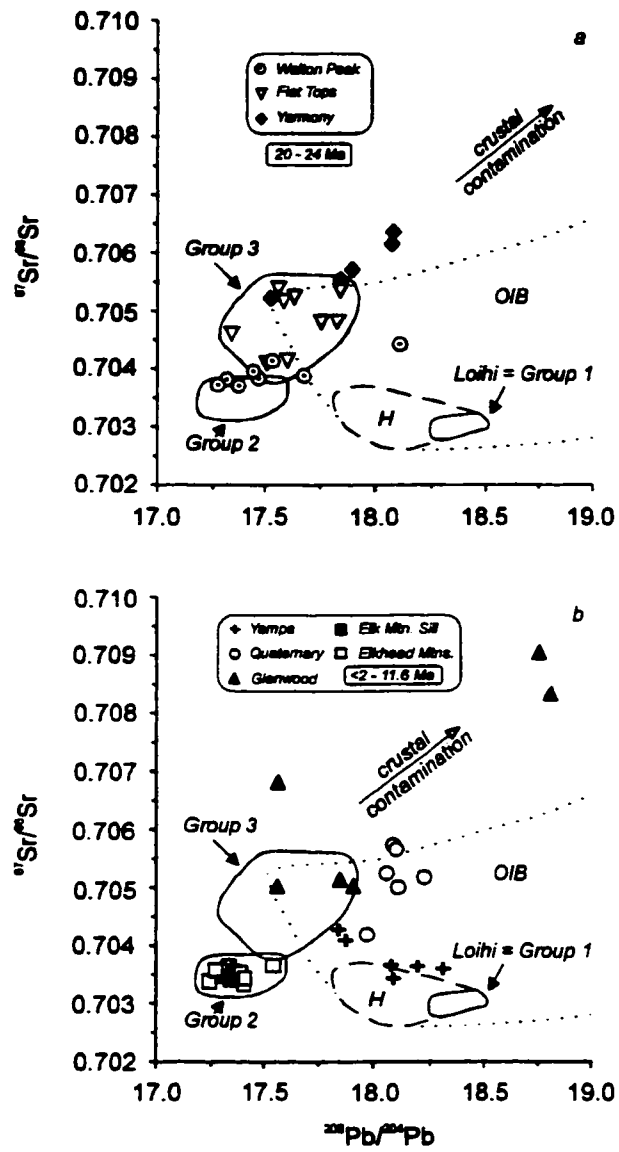 a
0.710
0.709
0.708
0.707
0.706
0.705
0.704
0.703
0.702
⁸⁷Sr/⁸⁶Sr
Walton Peak
Flat Tops
Yarmony
20 - 24 Ma
crustal
contamination
Group 3
OIB
Loihi = Group 1
H
Group 2
17.0 17.5 18.0 18.5 19.0
b
0.710
0.709
0.708
0.707
0.706
0.705
0.704
0.703
0.702
⁸⁷Sr/⁸⁶Sr
Yampa Elk Mtn. Sill
Quaternary Elkhead Mtns.
Glenwood <2 - 11.6 Ma
crustal
contamination
Group 3
OIB
Loihi = Group 1
H
Group 2
17.0 17.5 18.0 18.5 19.0
Pb/²⁰⁴Pb